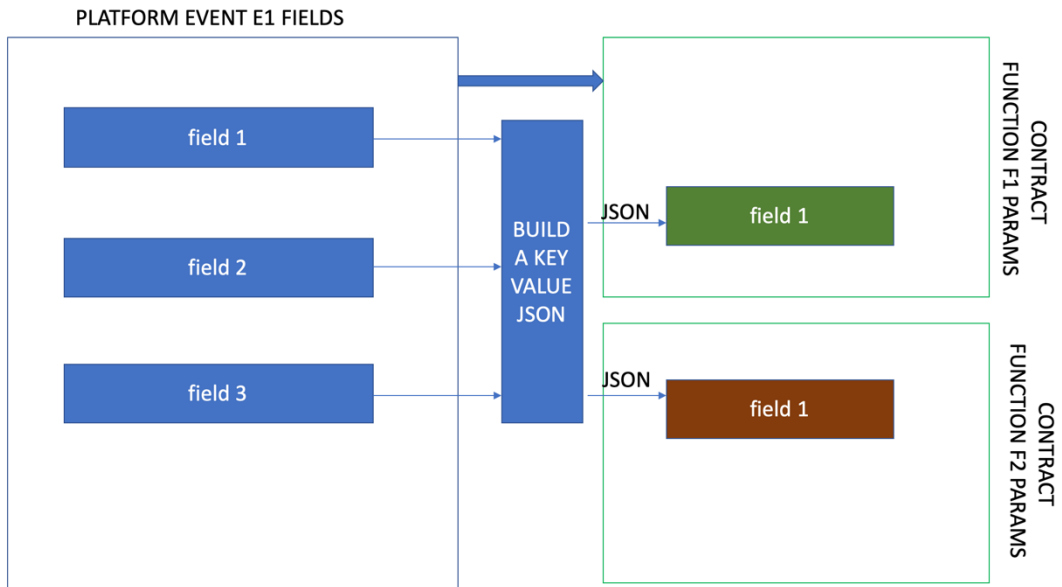 PLATFORM EVENT E1 FIELDS
field 1
field 2
field 3
BUILD
A KEY
VALUE
JSON
JSON
field 1
CONTRACT
FUNCTION F1 PARAMS
JSON
field 1
CONTRACT
FUNCTION F2 PARAMS